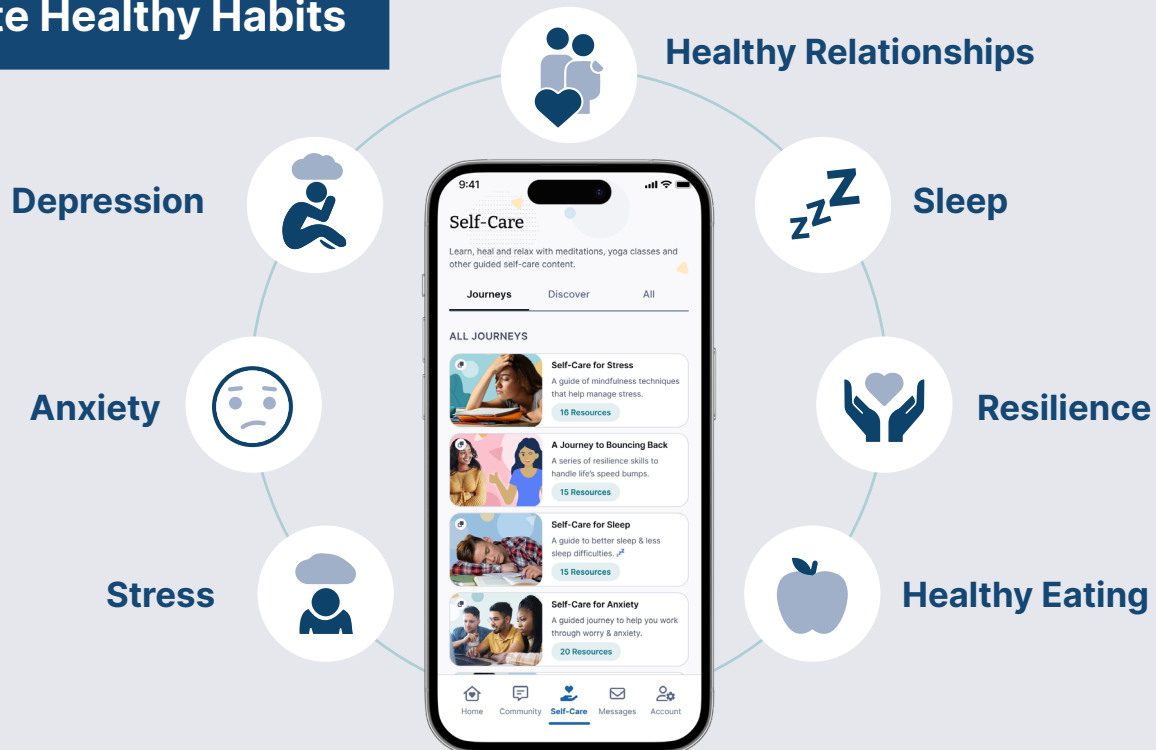 te Healthy Habits
Healthy Relationships
Depression
Sleep
Anxiety
Resilience
Stress
Healthy Eating
zzZ
9:41
Self-Care
Learn, heal and relax with meditations, yoga classes and
other guided self-care content.
Journeys Discover All
ALL JOURNEYS
Self-Care for Stress
A guide of mindfulness techniques
that help manage stress.
16 Resources
A Journey to Bouncing Back
A series of resilience skills to
handle life's speed bumps.
15 Resources
Self-Care for Sleep
A guide to better sleep & less
sleep difficulties. 💤
15 Resources
Self-Care for Anxiety
A guided journey to help you work
through worry & anxiety.
20 Resources
Home Community Self-Care Messages Account